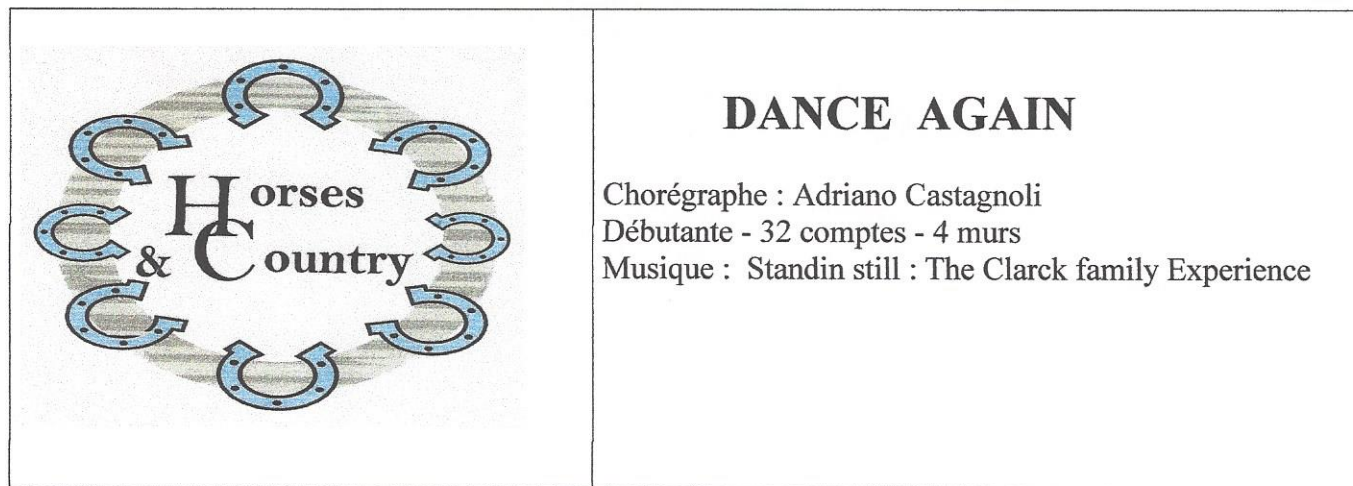 Horses
& Country
DANCE AGAIN
Chorégraphe : Adriano Castagnoli
Débutante - 32 comptes - 4 murs
Musique : Standin still : The Clarck family Experience